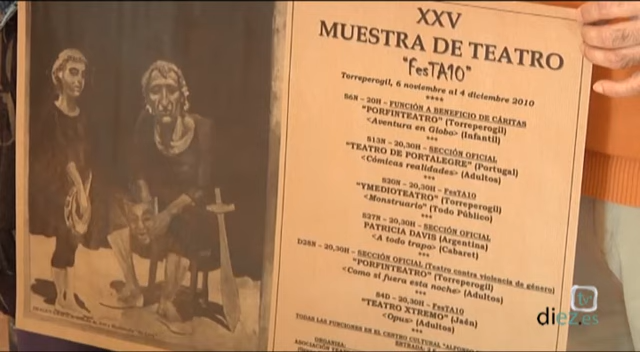 XXV
MUESTRA DE TEATRO
"FesTA10"
Torreperogil, 6 noviembre al 4 diciembre 2010
****
S6N – 20H – FUNCIÓN A BENEFICIO DE CÁRITAS
"PORFINTEATRO" (Torreperogil)
<Aventura en Globo> (Infantil)
***
S13N – 20,30H – SECCIÓN OFICIAL
"TEATRO DE PORTALEGRE" (Portugal)
<Cómicas realidades> (Adultos)
***
S20N – 20,30H – FesTA10
"YMEDIOTEATRO" (Torreperogil)
<Monstruario> (Todo Público)
***
S27N – 20,30H – SECCIÓN OFICIAL
PATRICIA DAVIS (Argentina)
<A todo trapo> (Cabaret)
***
D28N – 20,30H – SECCIÓN OFICIAL (Teatro contra violencia de género)
"PORFINTEATRO" (Torreperogil)
<Como si fuera esta noche> (Adultos)
***
S4D – 20,30H – FesTA10
"TEATRO XTREMO" (Jaén)
<Opus> (Adultos)
***
TODAS LAS FUNCIONES EN EL CENTRO CULTURAL "ALFONSO
ORGANISA: ENTRADA:
ASOCIACIÓN
tv
diez.es